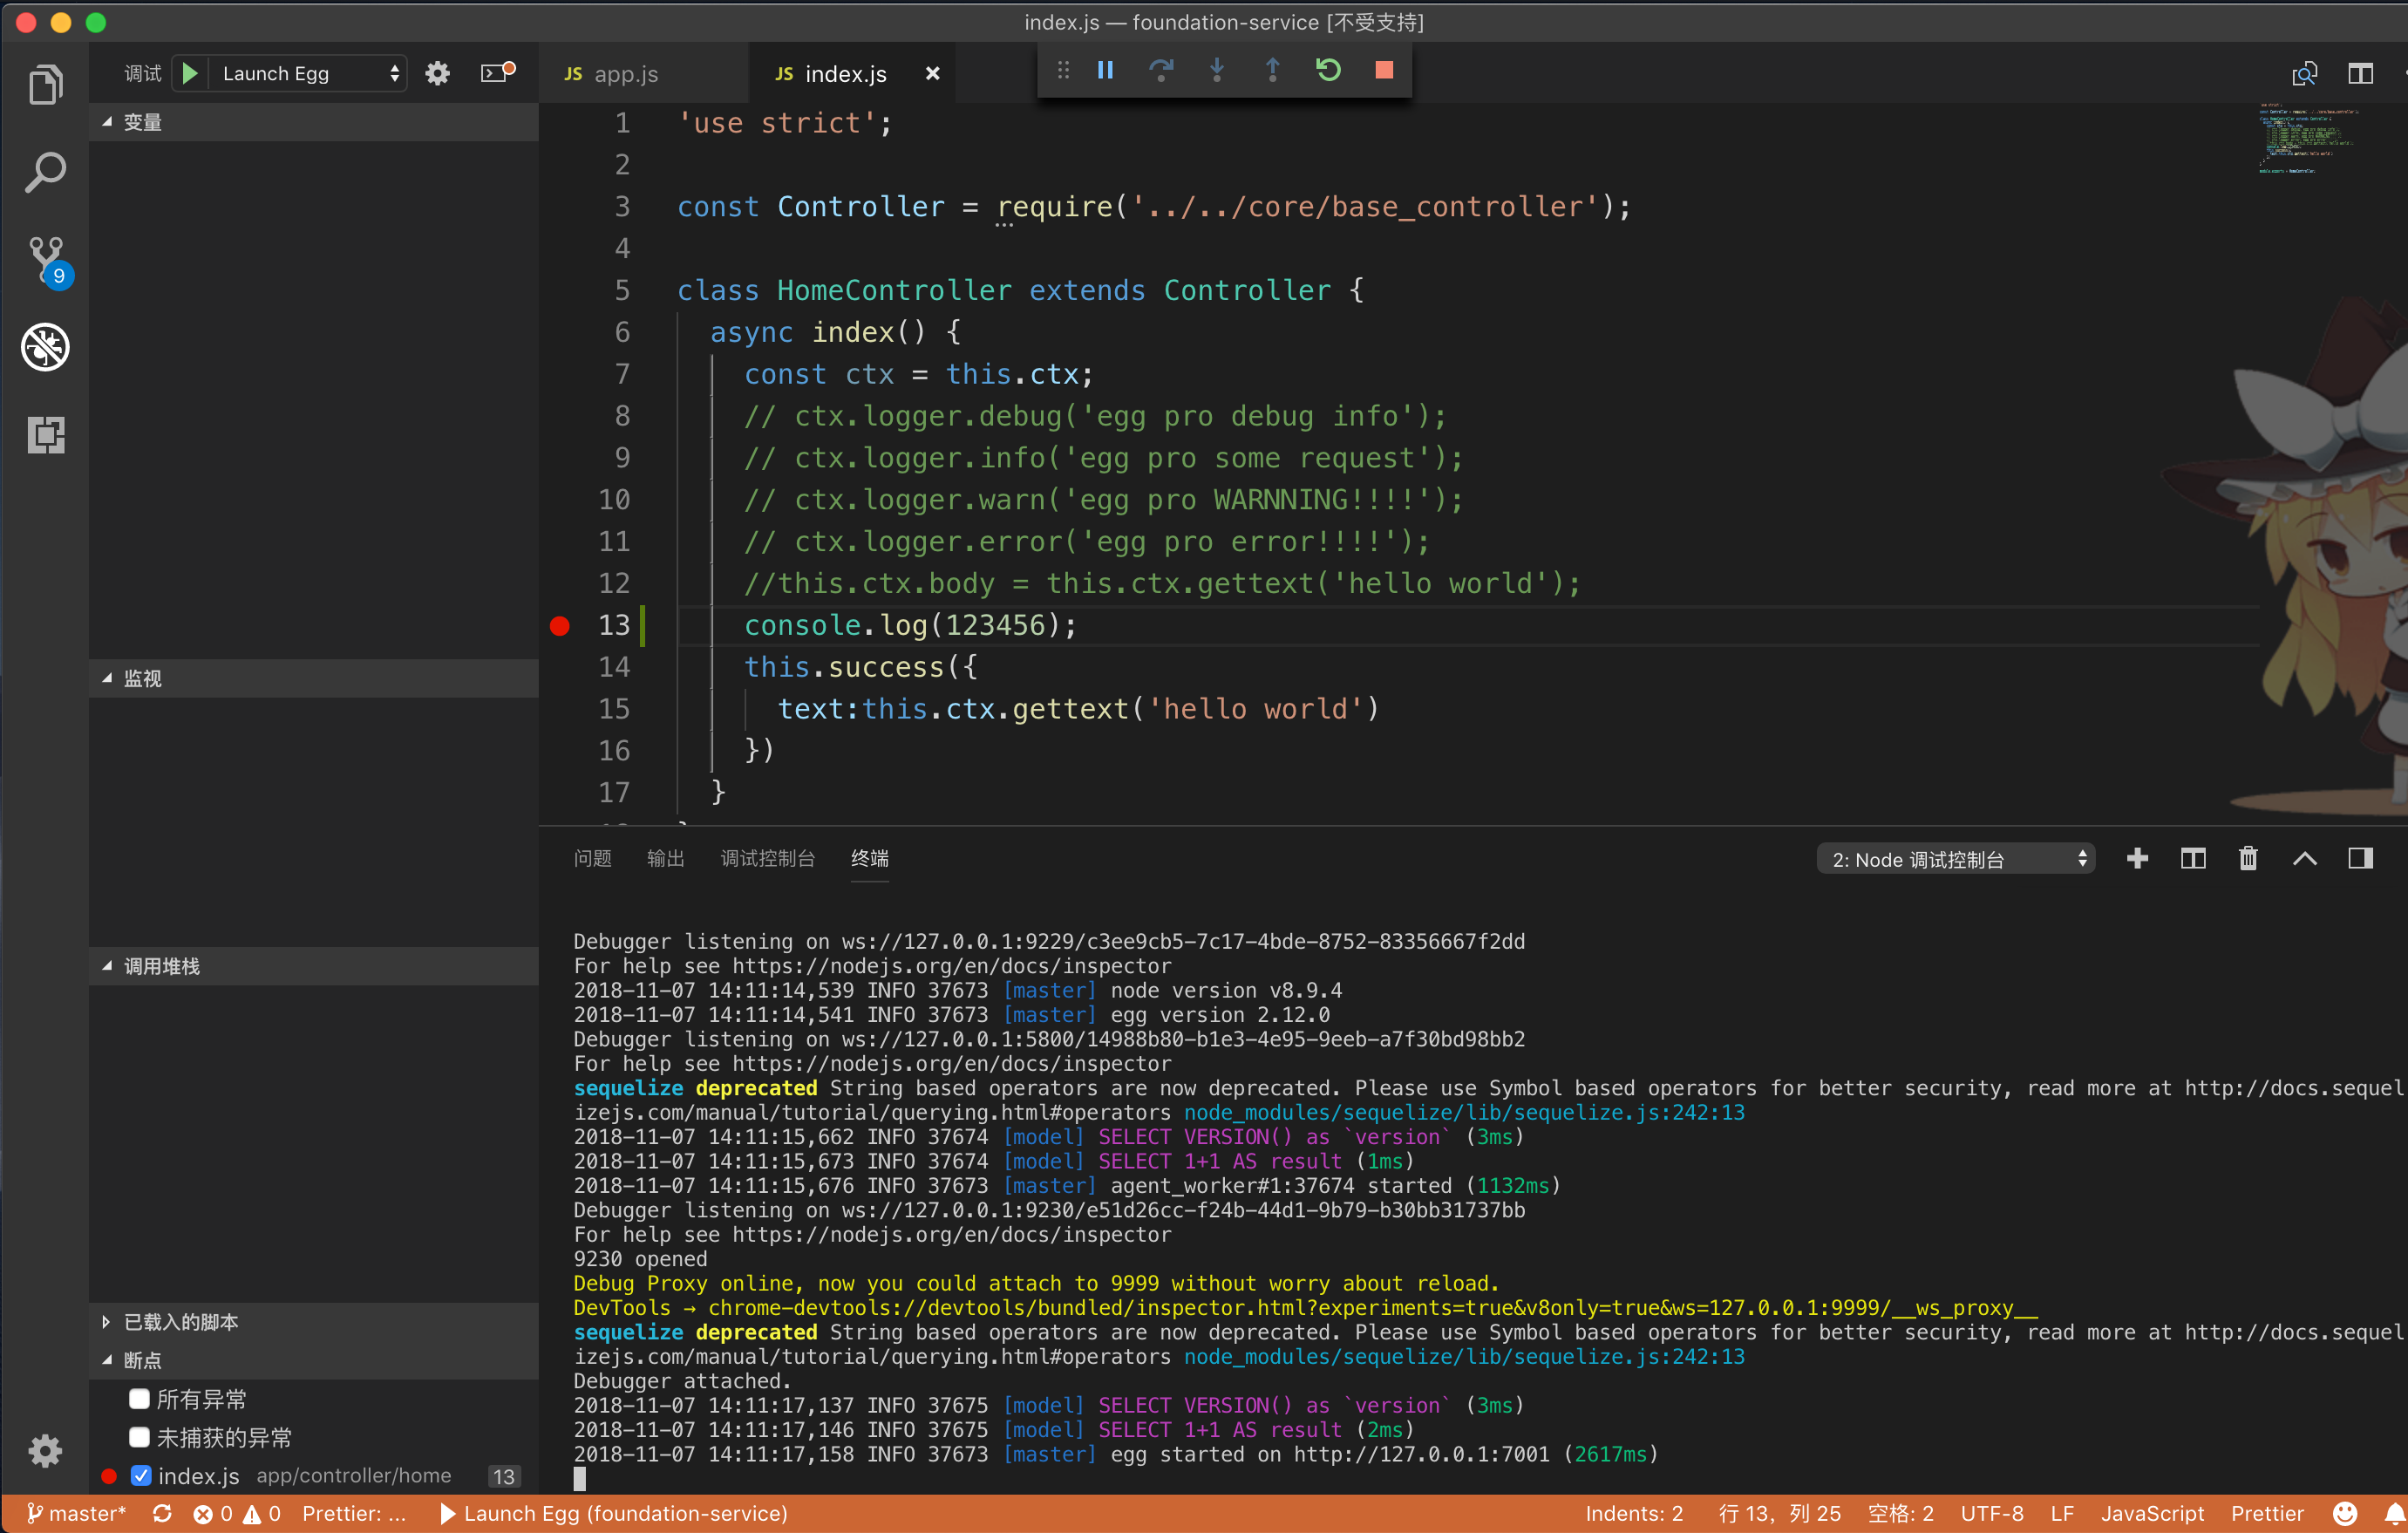 index.js — foundation-service [不受支持]
调试 Launch Egg
JS app.js
JS index.js ×
变量
监视
调用堆栈
已载入的脚本
断点
所有异常
未捕获的异常
index.js app/controller/home 13
9
1 'use strict';
2
3 const Controller = require('../../core/base_controller');
4
5 class HomeController extends Controller {
6 async index() {
7 const ctx = this.ctx;
8 // ctx.logger.debug('egg pro debug info');
9 // ctx.logger.info('egg pro some request');
10 // ctx.logger.warn('egg pro WARNNING!!!!');
11 // ctx.logger.error('egg pro error!!!!');
12 //this.ctx.body = this.ctx.gettext('hello world');
13 console.log(123456);
14 this.success({
15 text:this.ctx.gettext('hello world')
16 })
17 }
问题 输出 调试控制台 终端 2: Node 调试控制台
Debugger listening on ws://127.0.0.1:9229/c3ee9cb5-7c17-4bde-8752-83356667f2dd
For help see https://nodejs.org/en/docs/inspector
2018-11-07 14:11:14,539 INFO 37673 [master] node version v8.9.4
2018-11-07 14:11:14,541 INFO 37673 [master] egg version 2.12.0
Debugger listening on ws://127.0.0.1:5800/14988b80-b1e3-4e95-9eeb-a7f30bd98bb2
For help see https://nodejs.org/en/docs/inspector
sequelize deprecated String based operators are now deprecated. Please use Symbol based operators for better security, read more at http://docs.sequel
izejs.com/manual/tutorial/querying.html#operators node_modules/sequelize/lib/sequelize.js:242:13
2018-11-07 14:11:15,662 INFO 37674 [model] SELECT VERSION() as `version` (3ms)
2018-11-07 14:11:15,673 INFO 37674 [model] SELECT 1+1 AS result (1ms)
2018-11-07 14:11:15,676 INFO 37673 [master] agent_worker#1:37674 started (1132ms)
Debugger listening on ws://127.0.0.1:9230/e51d26cc-f24b-44d1-9b79-b30bb31737bb
For help see https://nodejs.org/en/docs/inspector
9230 opened
Debug Proxy online, now you could attach to 9999 without worry about reload.
DevTools → chrome-devtools://devtools/bundled/inspector.html?experiments=true&v8only=true&ws=127.0.0.1:9999/__ws_proxy__
sequelize deprecated String based operators are now deprecated. Please use Symbol based operators for better security, read more at http://docs.sequel
izejs.com/manual/tutorial/querying.html#operators node_modules/sequelize/lib/sequelize.js:242:13
Debugger attached.
2018-11-07 14:11:17,137 INFO 37675 [model] SELECT VERSION() as `version` (3ms)
2018-11-07 14:11:17,146 INFO 37675 [model] SELECT 1+1 AS result (2ms)
2018-11-07 14:11:17,158 INFO 37673 [master] egg started on http://127.0.0.1:7001 (2617ms)
master* 0 0 Prettier: ... Launch Egg (foundation-service) Indents: 2 行 13，列 25 空格: 2 UTF-8 LF JavaScript Prettier